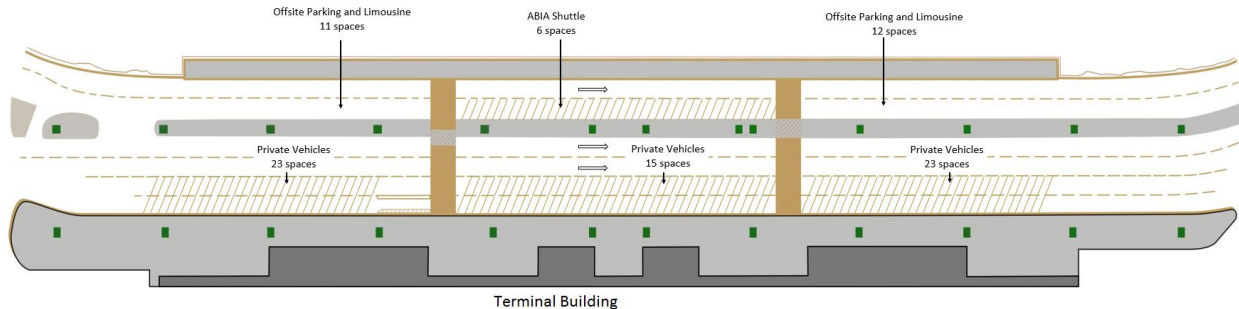 Offsite Parking and Limousine
11 spaces
ABIA Shuttle
6 spaces
Offsite Parking and Limousine
12 spaces
Private Vehicles
23 spaces
Private Vehicles
15 spaces
Private Vehicles
23 spaces
Terminal Building